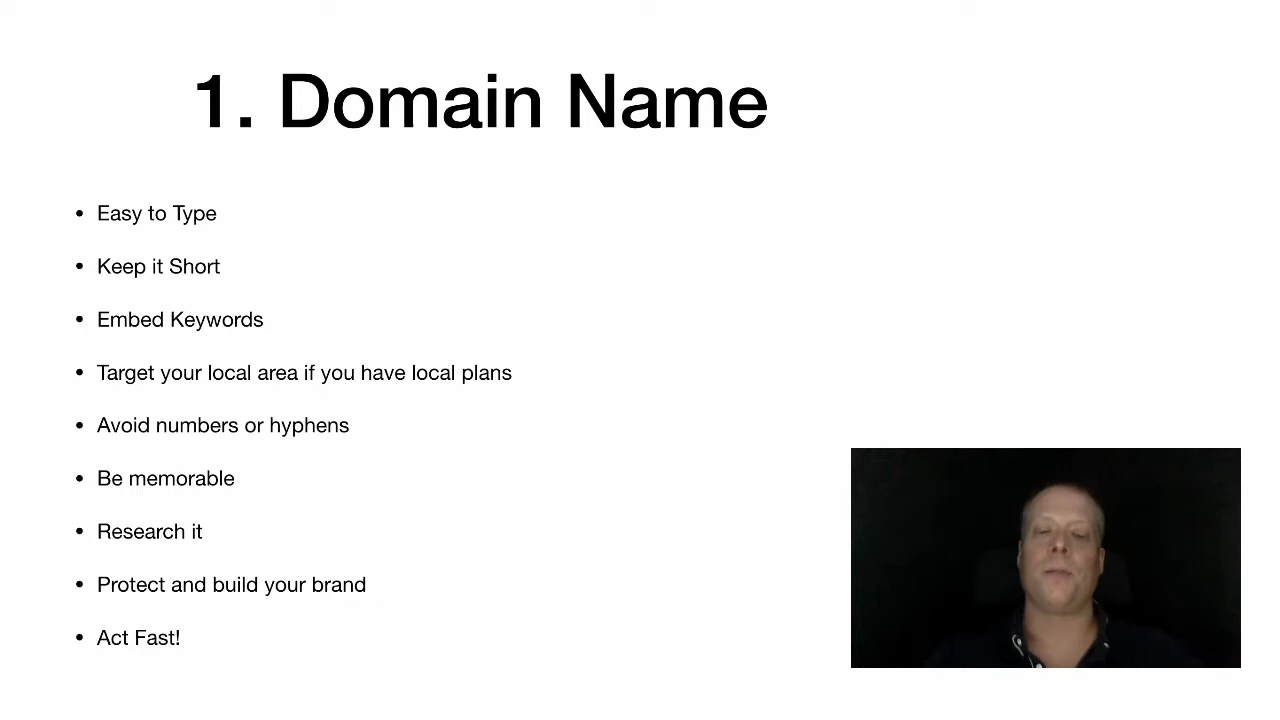 1. Domain Name
• Easy to Type
• Keep it Short
• Embed Keywords
• Target your local area if you have local plans
• Avoid numbers or hyphens
• Be memorable
• Research it
• Protect and build your brand
• Act Fast!